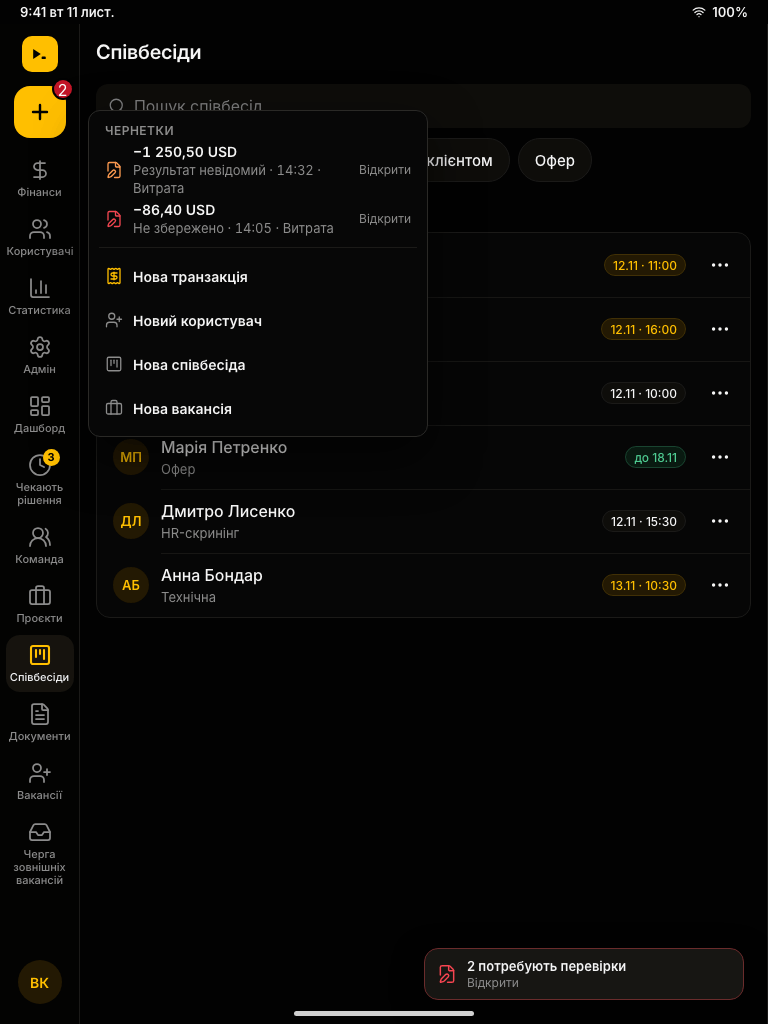 9:41 вт 11 лист.
100%
Співбесіди
2
Пошук співбесід
ЧЕРНЕТКИ
−1 250,50 USD
Результат невідомий · 14:32 ·
Витрата
Відкрити
−86,40 USD
Не збережено · 14:05 · Витрата
Відкрити
Нова транзакція
Новий користувач
Нова співбесіда
Нова вакансія
клієнтом
Офер
12.11 · 11:00
12.11 · 16:00
12.11 · 10:00
МП
Марія Петренко
Офер
до 18.11
ДЛ
Дмитро Лисенко
HR-скринінг
12.11 · 15:30
АБ
Анна Бондар
Технічна
13.11 · 10:30
Фінанси
Користувачі
Статистика
Адмін
Дашборд
3
Чекають
рішення
Команда
Проєкти
Співбесіди
Документи
Вакансії
Черга
зовнішніх
вакансій
ВК
2 потребують перевірки
Відкрити